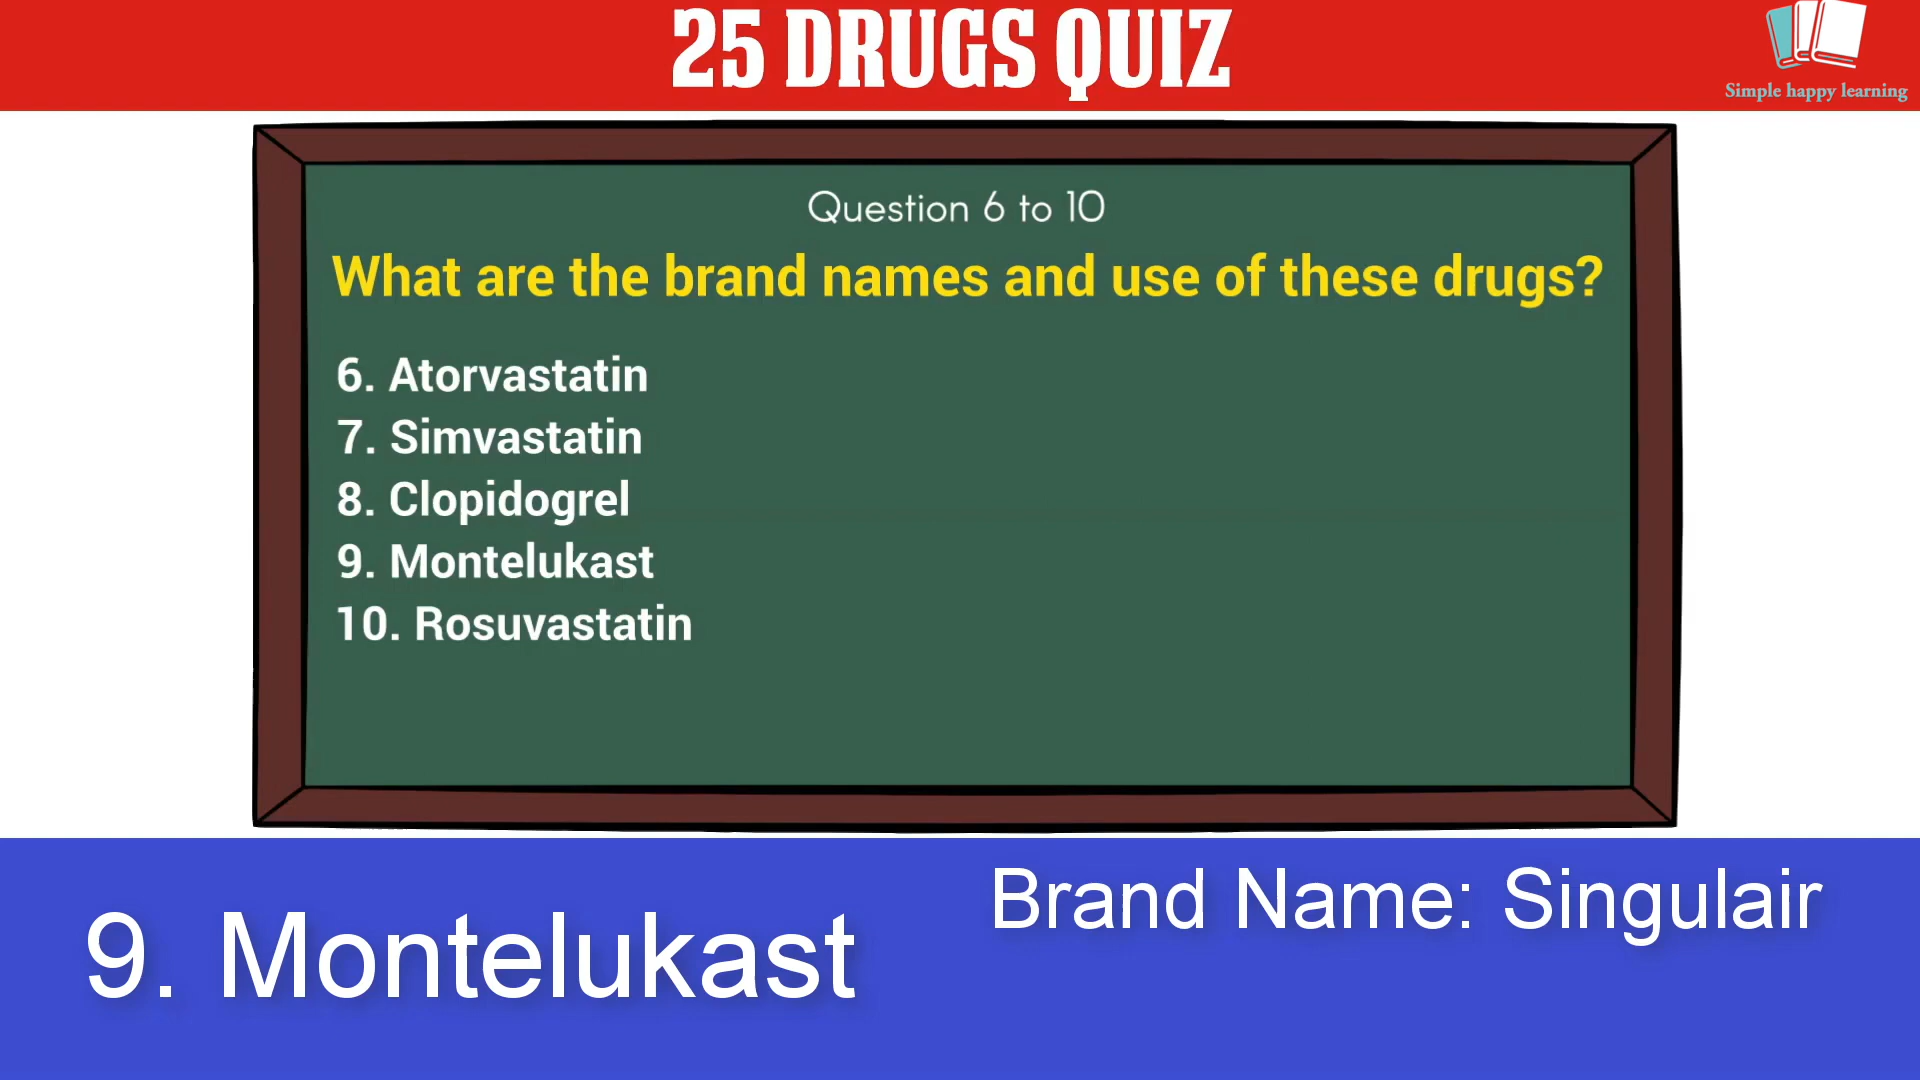 25 DRUGS QUIZ
Simple happy learning
Question 6 to 10
What are the brand names and use of these drugs?
6. Atorvastatin
7. Simvastatin
8. Clopidogrel
9. Montelukast
10. Rosuvastatin
Brand Name: Singulair
9. Montelukast